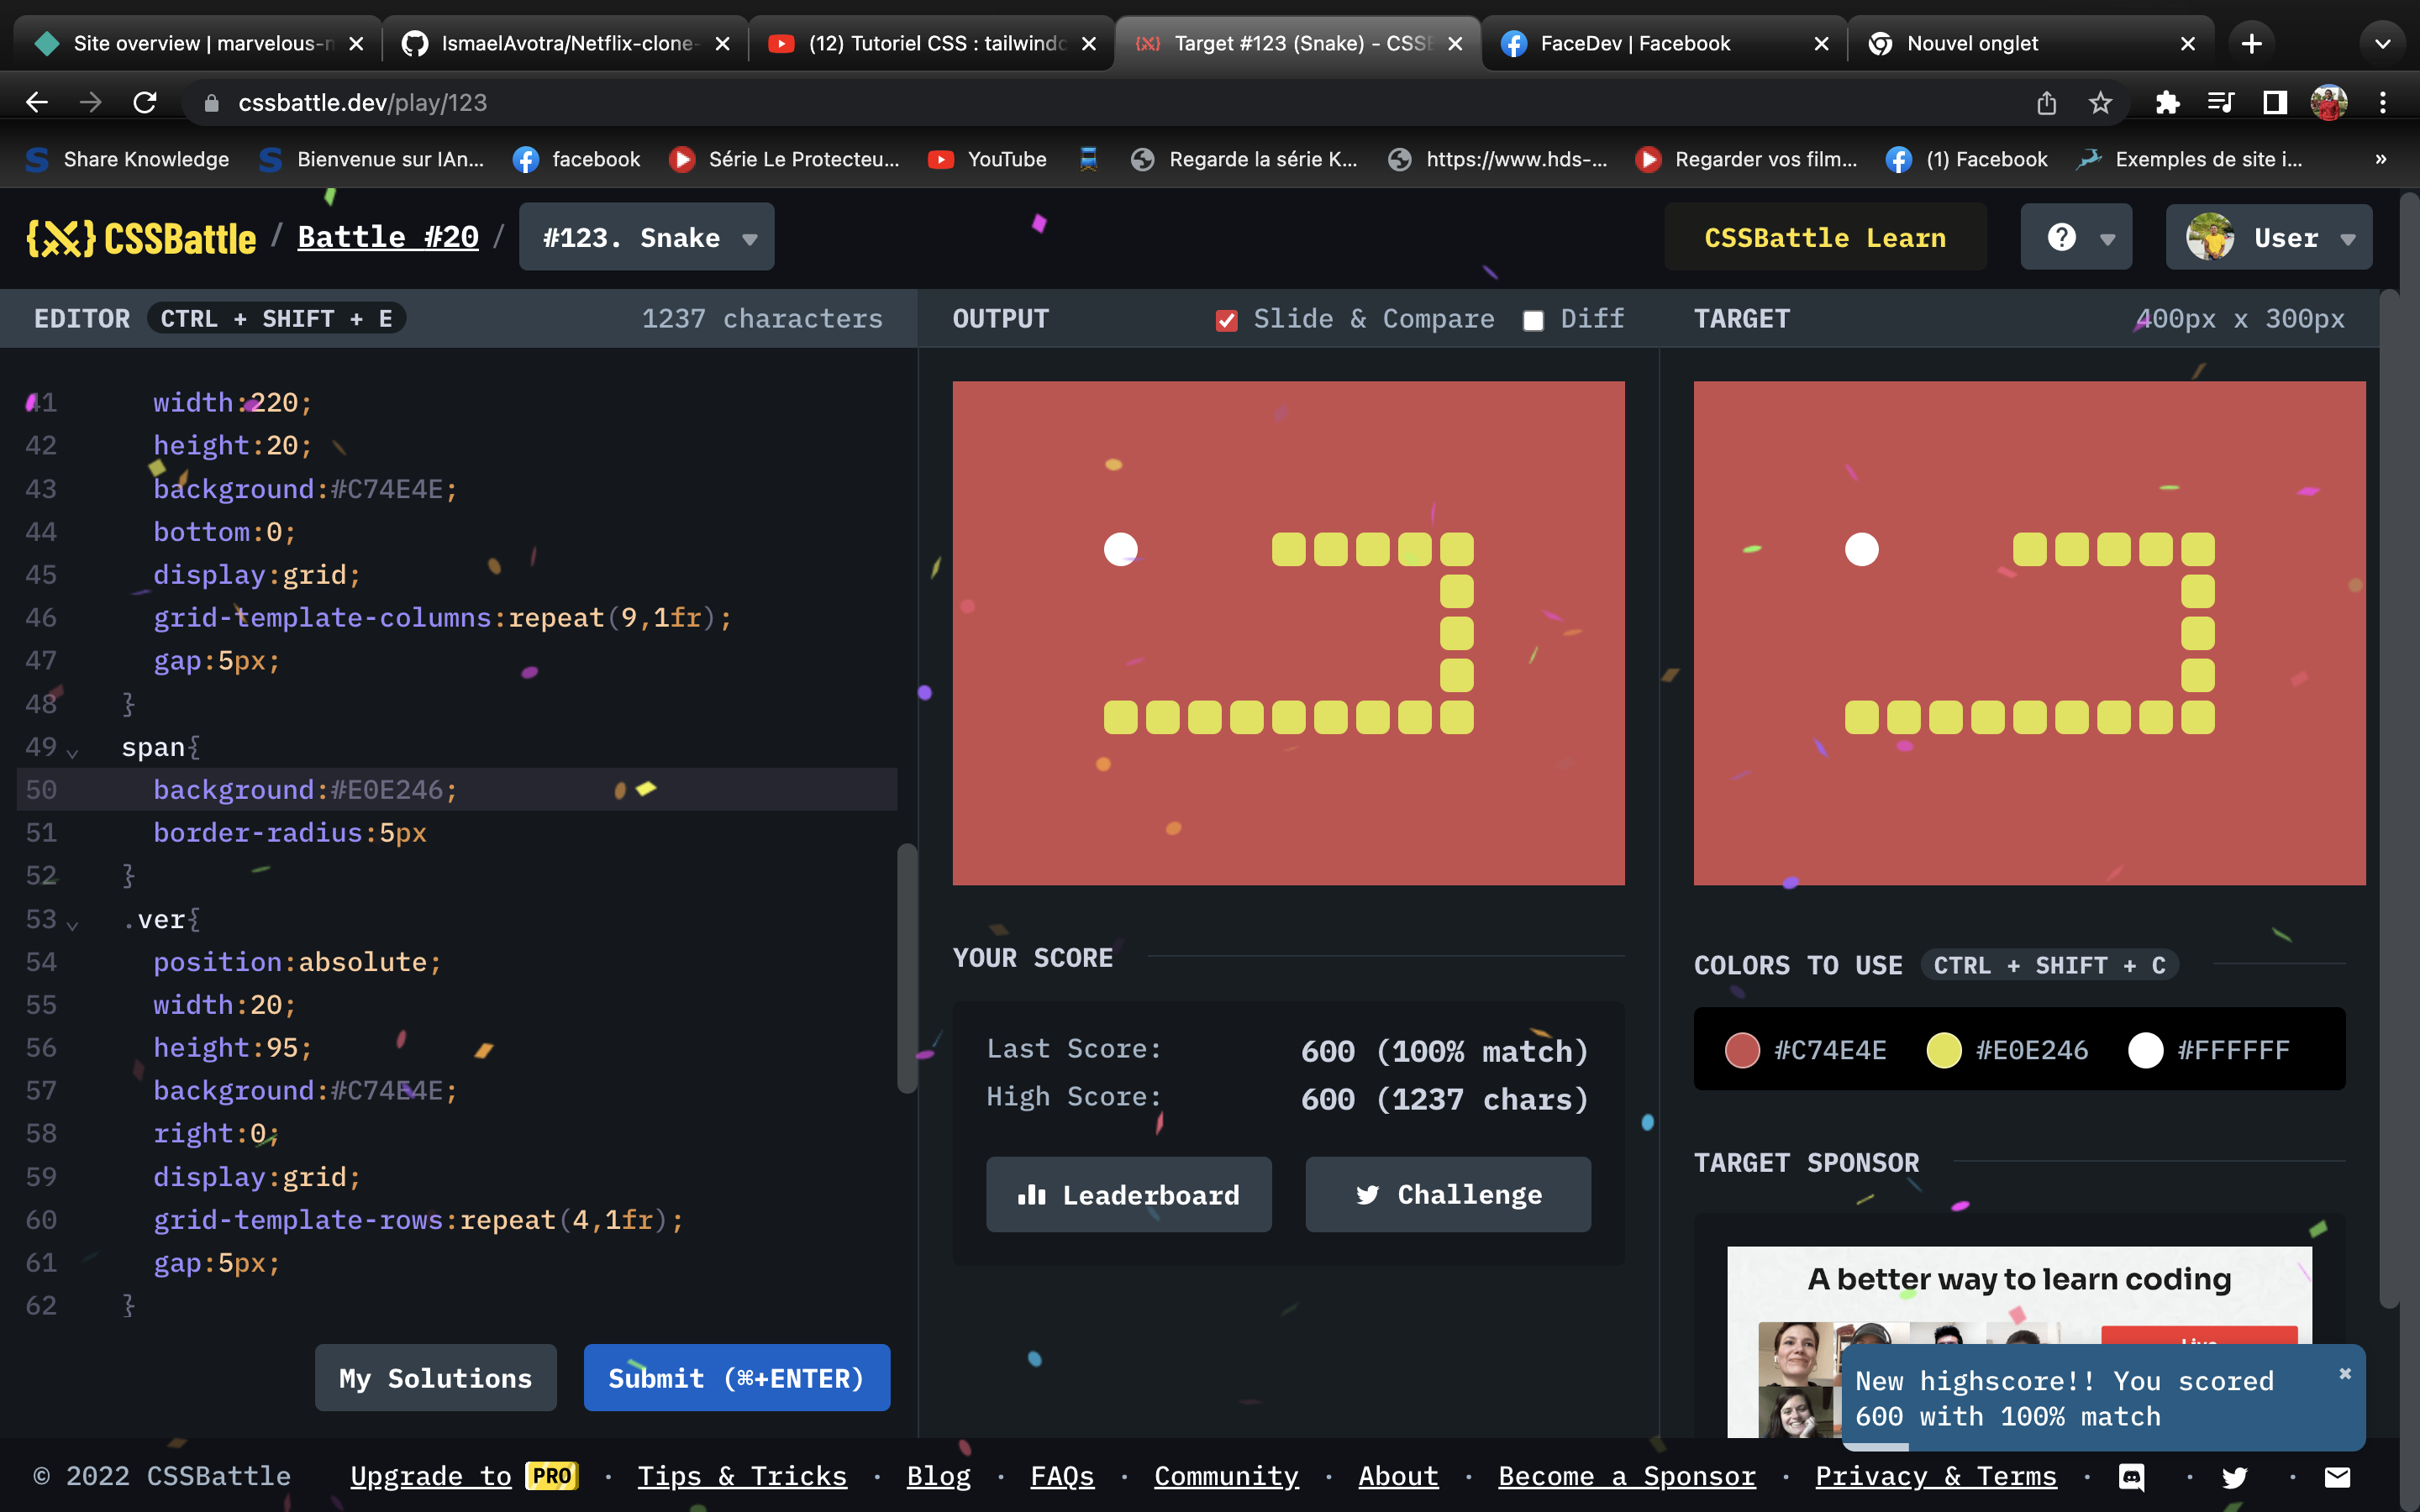 Site overview | marvelous-n
IsmaelAvotra/Netflix-clone-
(12) Tutoriel CSS : tailwindc
Target #123 (Snake) - CSSB
FaceDev | Facebook
Nouvel onglet
cssbattle.dev/play/123
Share Knowledge
Bienvenue sur IAn...
facebook
Série Le Protecteu...
YouTube
Regarde la série K...
https://www.hds-...
Regarder vos film...
(1) Facebook
Exemples de site i...
»
CSSBattle / Battle #20 / #123. Snake
CSSBattle Learn
?
User
EDITOR CTRL + SHIFT + E
1237 characters
OUTPUT
Slide & Compare
Diff
TARGET
400px x 300px
41 width:220;
42 height:20;
43 background:#C74E4E;
44 bottom:0;
45 display:grid;
46 grid-template-columns:repeat(9,1fr);
47 gap:5px;
48 }
49 span{
50 background:#E0E246;
51 border-radius:5px
52 }
53 .ver{
54 position:absolute;
55 width:20;
56 height:95;
57 background:#C74E4E;
58 right:0;
59 display:grid;
60 grid-template-rows:repeat(4,1fr);
61 gap:5px;
62 }
My Solutions
Submit (⌘+ENTER)
YOUR SCORE
Last Score: 600 (100% match)
High Score: 600 (1237 chars)
Leaderboard
Challenge
COLORS TO USE CTRL + SHIFT + C
#C74E4E
#E0E246
#FFFFFF
TARGET SPONSOR
A better way to learn coding
New highscore!! You scored
600 with 100% match
© 2022 CSSBattle
Upgrade to PRO
· Tips & Tricks
· Blog
· FAQs
· Community
· About
· Become a Sponsor
· Privacy & Terms